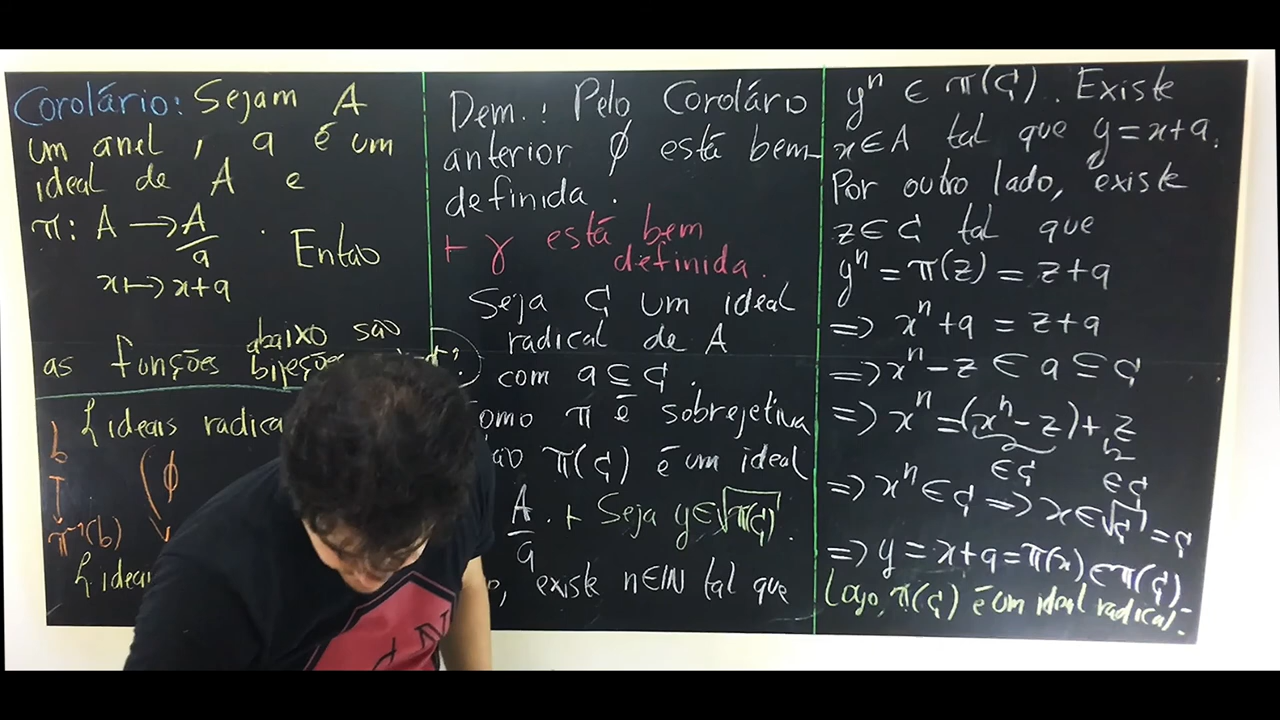 Corolário: Sejam A
um anel, a é um
ideal de A e
π: A → A/a . Então
x ↦ x+a
as funções abaixo são
bijeções
{ideais radica
b ϕ
↧
π⁻¹(b)
{ideai
Dem.: Pelo Coroláro
anterior ϕ está bem-
definida.
+ γ está bem
definida.
Seja ç um ideal
radical de A
com a ⊆ ç.
omo π é sobrejetiva
ão π(ç) é um ideal
A/a . + Seja y∈√π(ç).
, existe n∈IN tal que
yⁿ ∈ π(ç). Existe
x∈A tal que y=x+a.
Por outro lado, existe
z∈ç tal que
yⁿ = π(z) = z+a
=> xⁿ+a = z+a
=> xⁿ-z ∈ a ⊆ ç
=> xⁿ=(xⁿ-z)+z
∈ç ∈ç
=> xⁿ∈ç => x∈√ç = ç
=> y = x+a=π(x)∈π(ç)
Logo, π(ç) é um ideal radical.